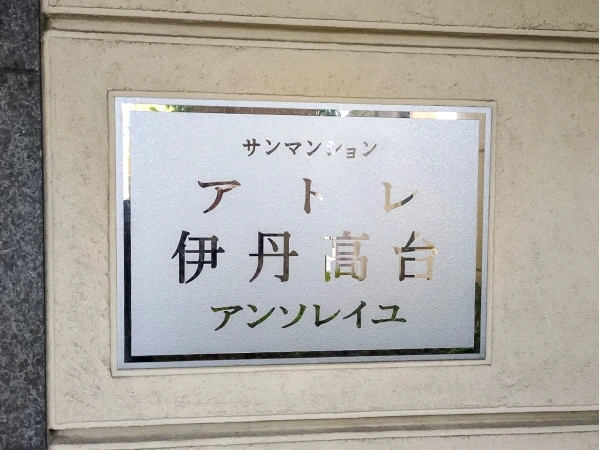 サンマンション
アトレ
伊丹高台
アンソレイユ